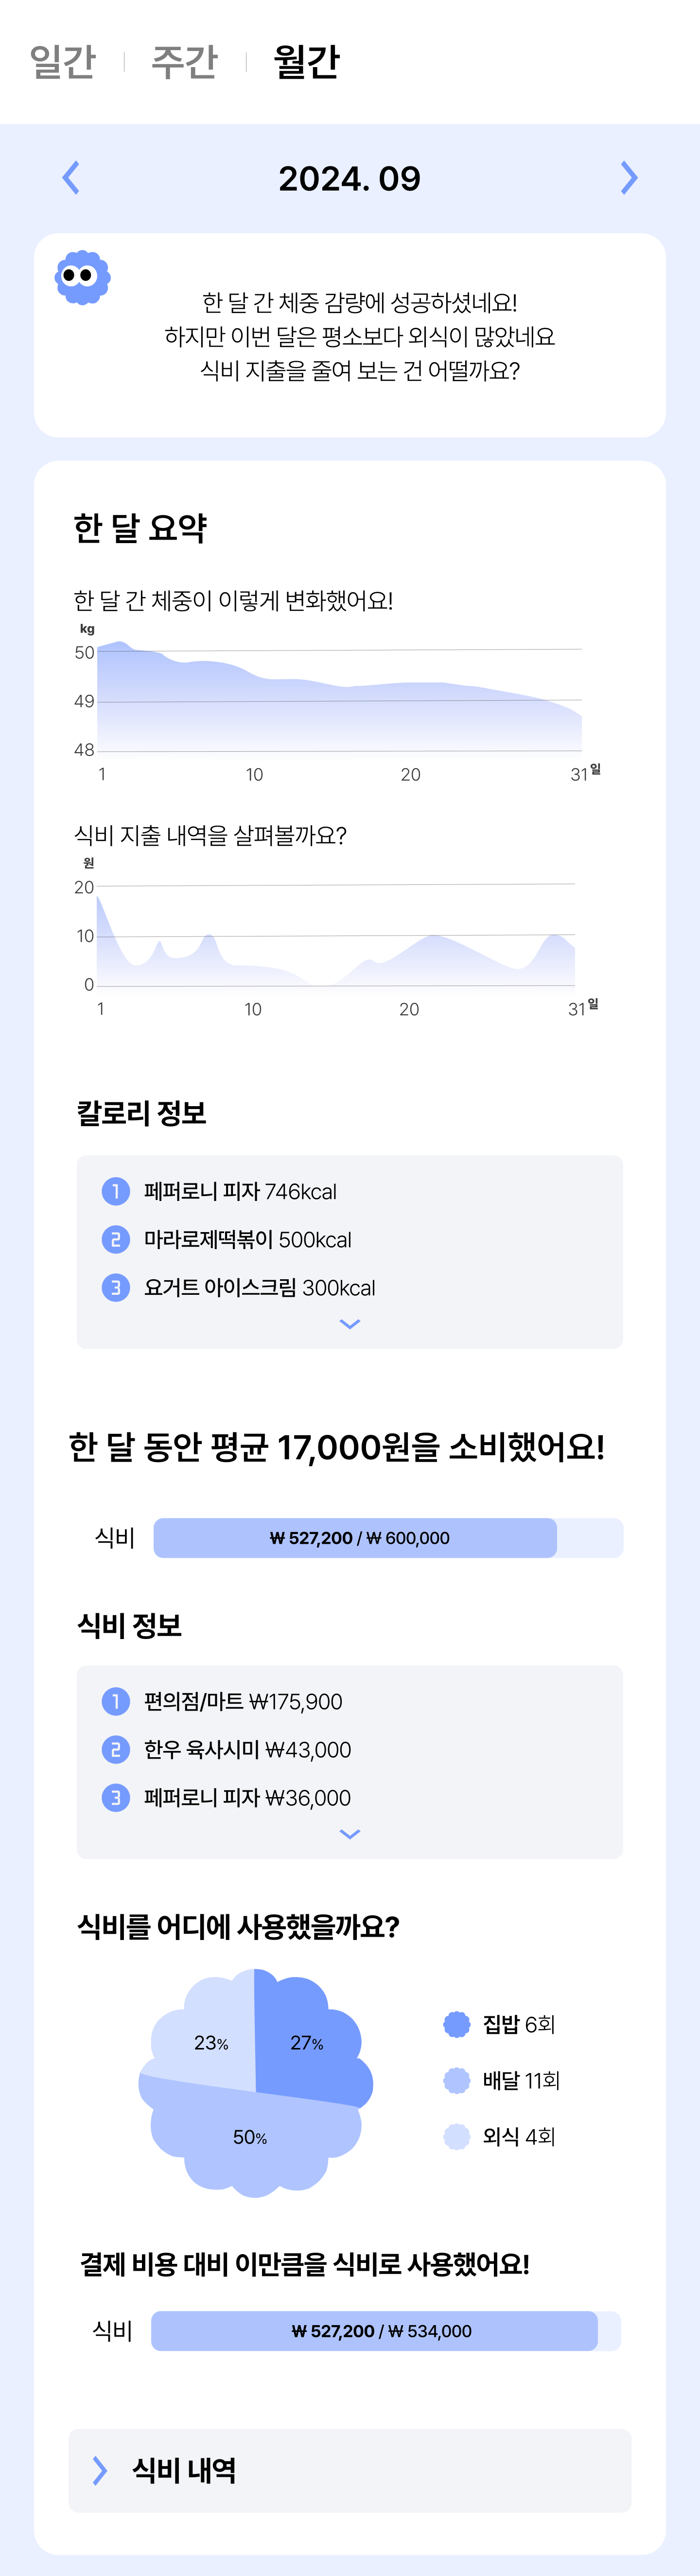 일간 주간 월간
2024. 09
한 달 간 체중 감량에 성공하셨네요!
하지만 이번 달은 평소보다 외식이 많았네요
식비 지출을 줄여 보는 건 어떨까요?
한 달 요약
한 달 간 체중이 이렇게 변화했어요!
kg
50
49
48
1 10 20 31 일
식비 지출 내역을 살펴볼까요?
원
20
10
0
1 10 20 31 일
칼로리 정보
1 페퍼로니 피자 746kcal
2 마라로제떡볶이 500kcal
3 요거트 아이스크림 300kcal
한 달 동안 평균 17,000원을 소비했어요!
식비 ₩ 527,200 / ₩ 600,000
식비 정보
1 편의점/마트 ₩175,900
2 한우 육사시미 ₩43,000
3 페퍼로니 피자 ₩36,000
식비를 어디에 사용했을까요?
23% 27%
50%
집밥 6회
배달 11회
외식 4회
결제 비용 대비 이만큼을 식비로 사용했어요!
식비 ₩ 527,200 / ₩ 534,000
식비 내역